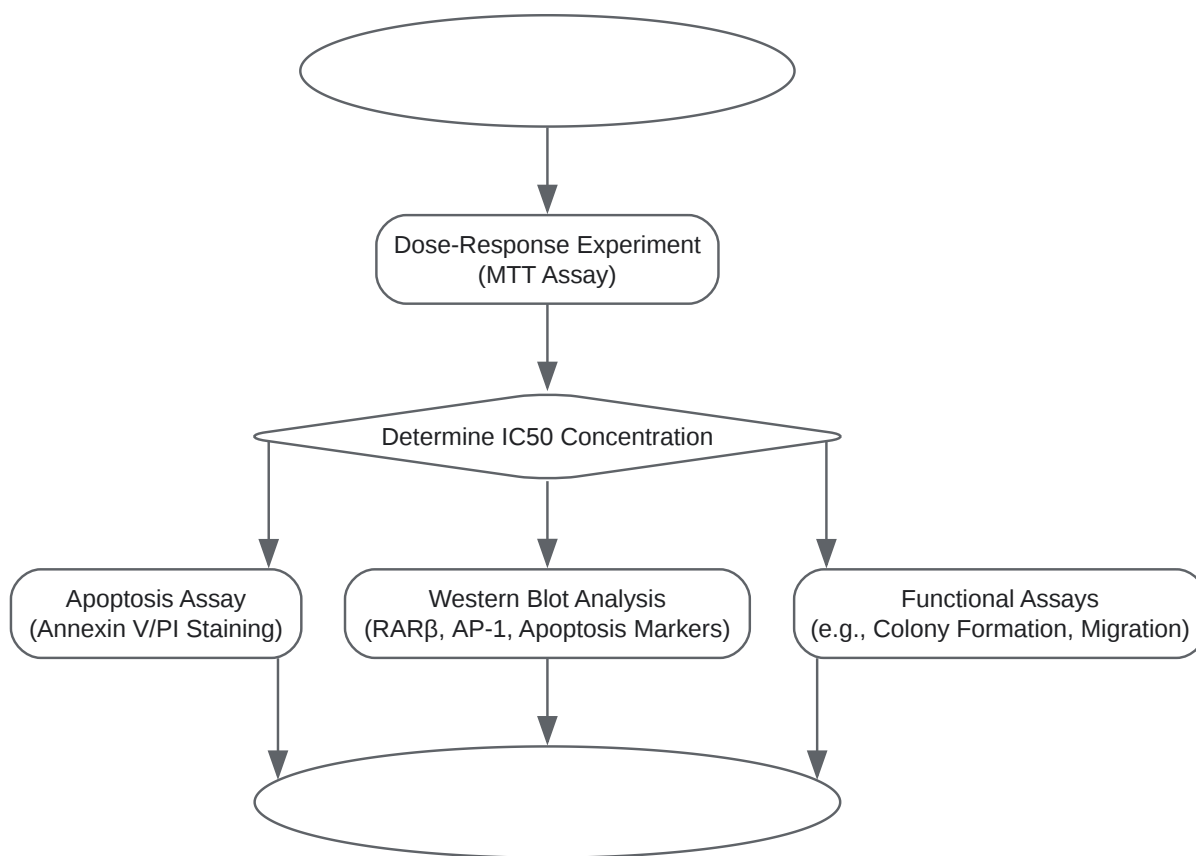 Dose-Response Experiment
(MTT Assay)
Determine IC50 Concentration
Apoptosis Assay
(Annexin V/PI Staining)
Western Blot Analysis
(RARβ, AP-1, Apoptosis Markers)
Functional Assays
(e.g., Colony Formation, Migration)